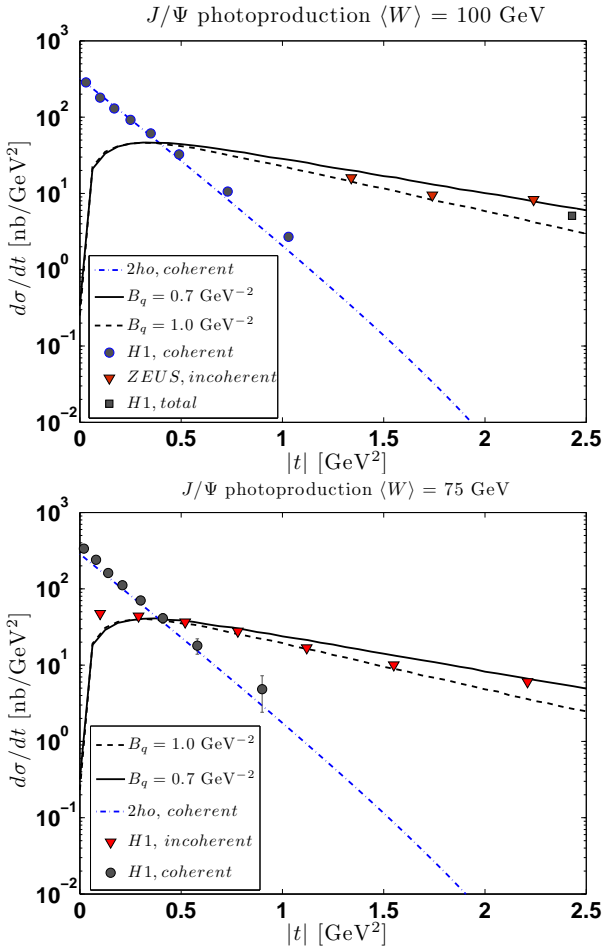 J/Ψ photoproduction ⟨W⟩ = 100 GeV
10^3
10^2
10^1
10^0
10^-1
10^-2
dσ/dt [nb/GeV^2]
2ho, coherent
B_q = 0.7 GeV^−2
B_q = 1.0 GeV^−2
H1, coherent
ZEUS, incoherent
H1, total
0 0.5 1 1.5 2 2.5
|t| [GeV^2]
J/Ψ photoproduction ⟨W⟩ = 75 GeV
10^3
10^2
10^1
10^0
10^-1
10^-2
dσ/dt [nb/GeV^2]
B_q = 1.0 GeV^−2
B_q = 0.7 GeV^−2
2ho, coherent
H1, incoherent
H1, coherent
0 0.5 1 1.5 2 2.5
|t| [GeV^2]